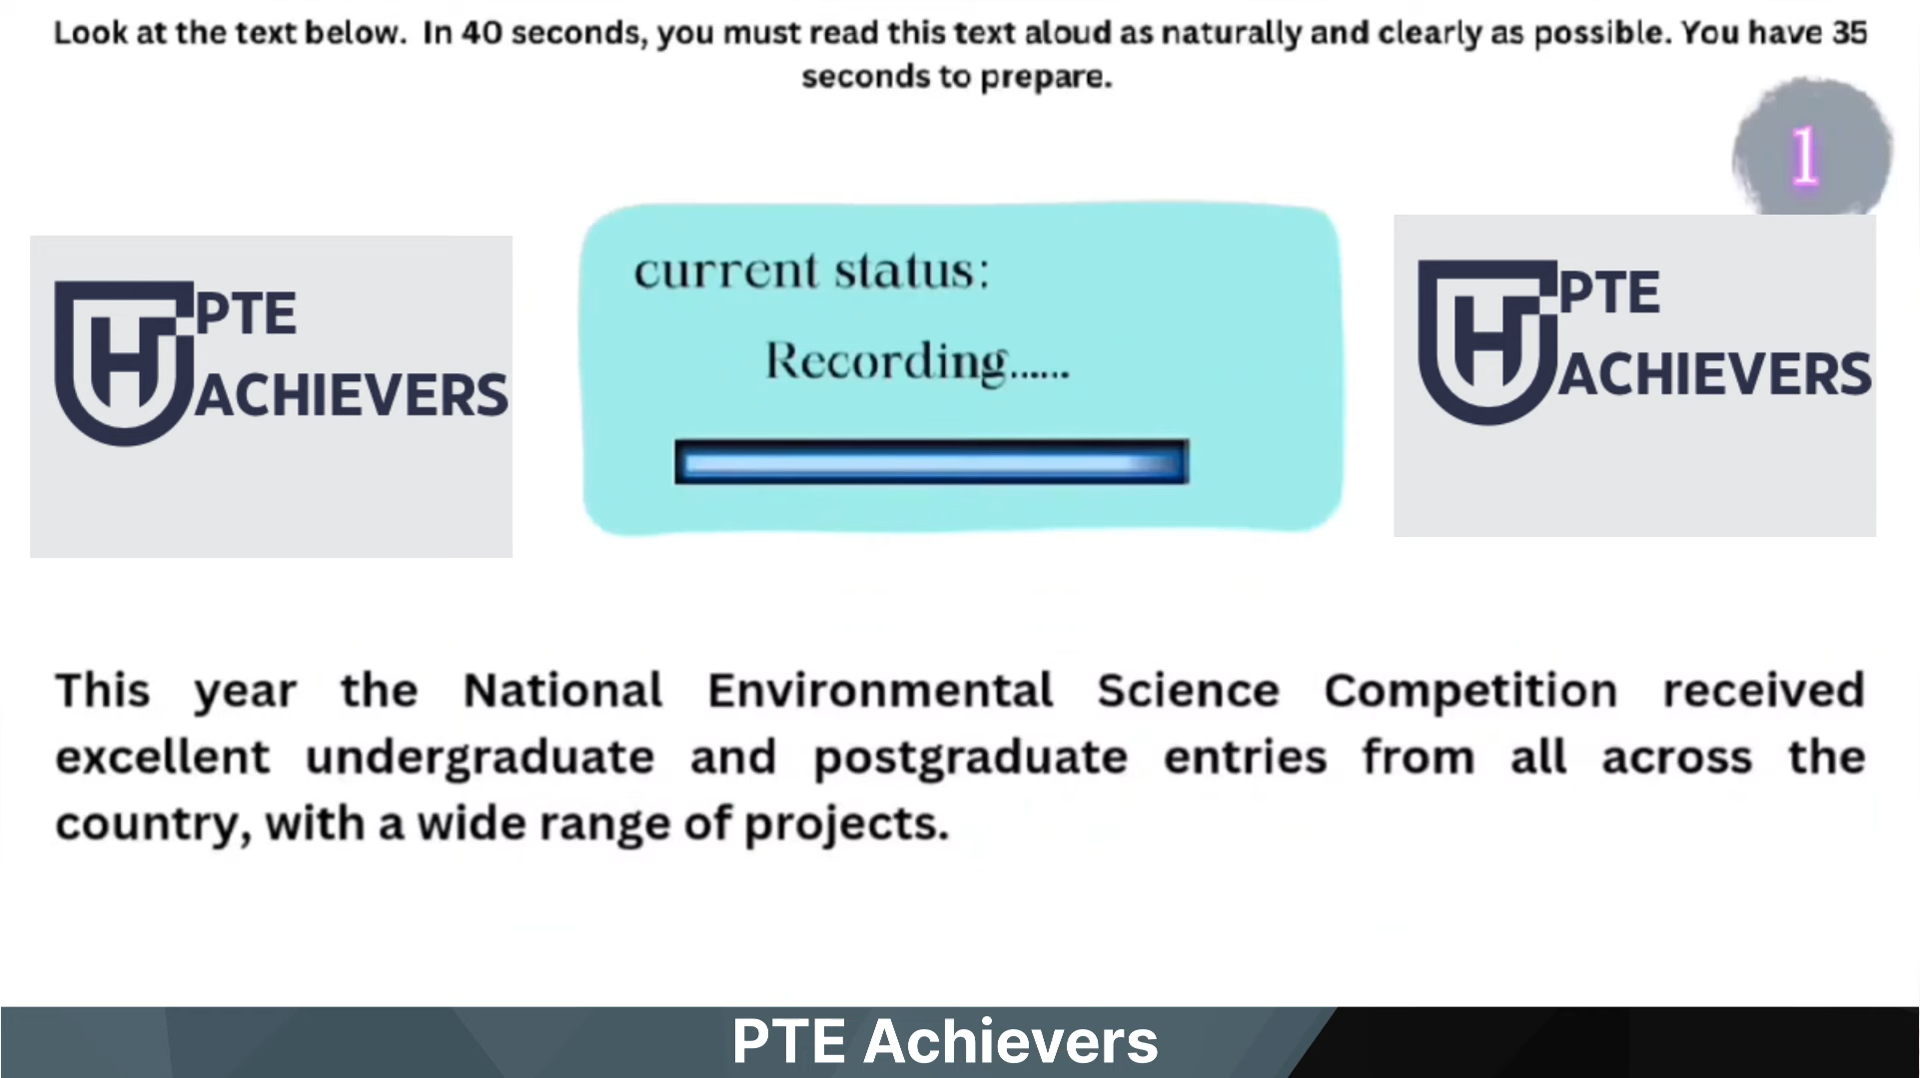 Look at the text below. In 40 seconds, you must read this text aloud as naturally and clearly as possible. You have 35
seconds to prepare.
1
PTE
ACHIEVERS
current status:
Recording......
PTE
ACHIEVERS
This year the National Environmental Science Competition received
excellent undergraduate and postgraduate entries from all across the
country, with a wide range of projects.
PTE Achievers